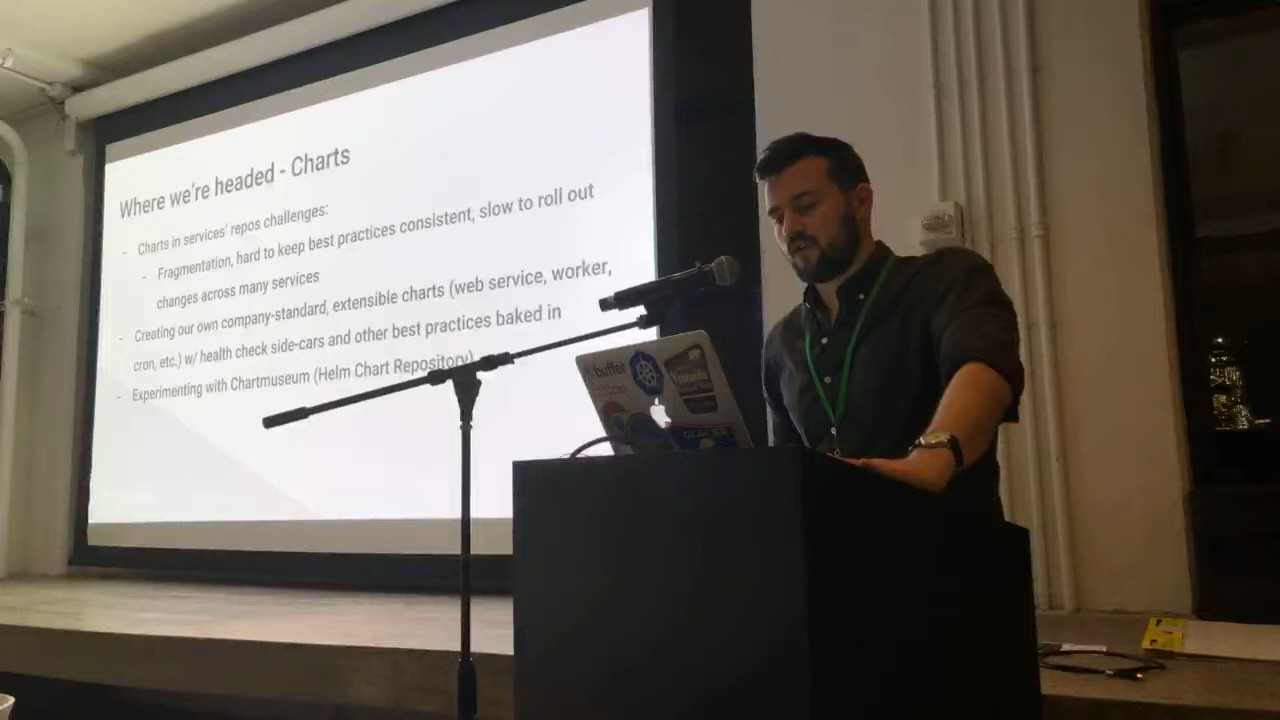 Where we're headed - Charts
- Charts in services' repos challenges:
- Fragmentation, hard to keep best practices consistent, slow to roll out
changes across many services
- Creating our own company-standard, extensible charts (web service, worker,
cron, etc.) w/ health check side-cars and other best practices baked in
- Experimenting with Chartmuseum (Helm Chart Repository)
buffer
Yosemite
GLACIER